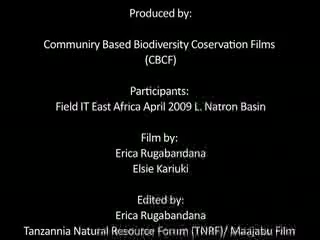 Produced by:
Communiry Based Biodiversity Coservation Films
(CBCF)
Participants:
Field IT East Africa April 2009 L. Natron Basin
Film by:
Erica Rugabandana
Elsie Kariuki
Edited by:
Erica Rugabandana
Tanzannia Natural Resource Forum (TNRF)/ Maajabu Film